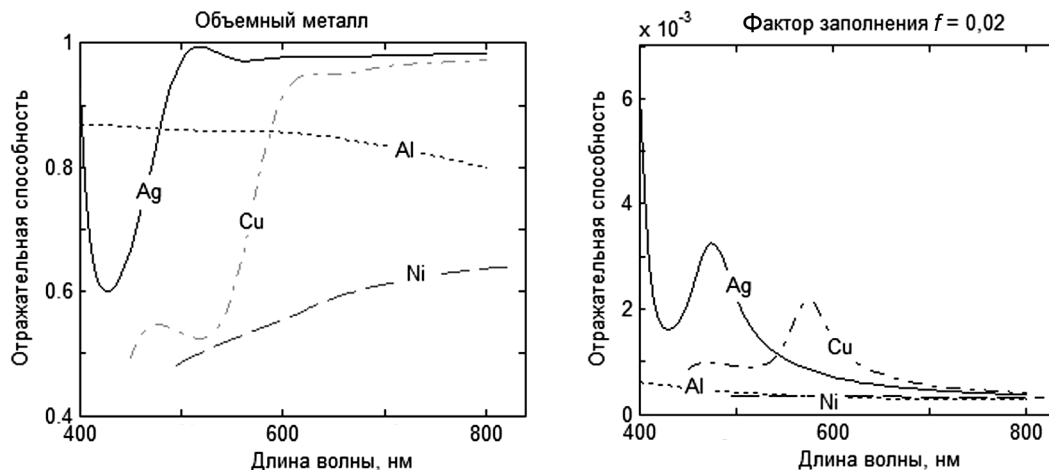 Объемный металл
Отражательная способность
1
0.8
0.6
0.4
400
600
800
Длина волны, нм
Ag
Cu
Al
Ni
x 10⁻³
Фактор заполнения f = 0,02
Отражательная способность
6
4
2
0
400
600
800
Длина волны, нм
Ag
Cu
Al
Ni